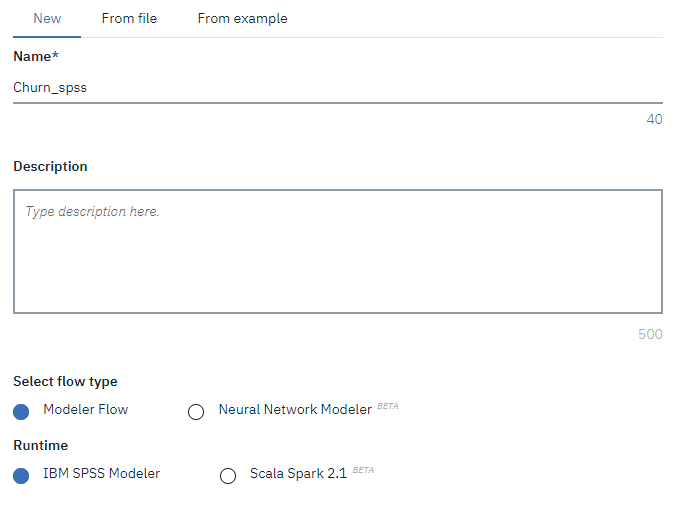 New From file From example
Name*
Churn_spss
40
Description
Type description here.
500
Select flow type
Modeler Flow Neural Network Modeler BETA
Runtime
IBM SPSS Modeler Scala Spark 2.1 BETA